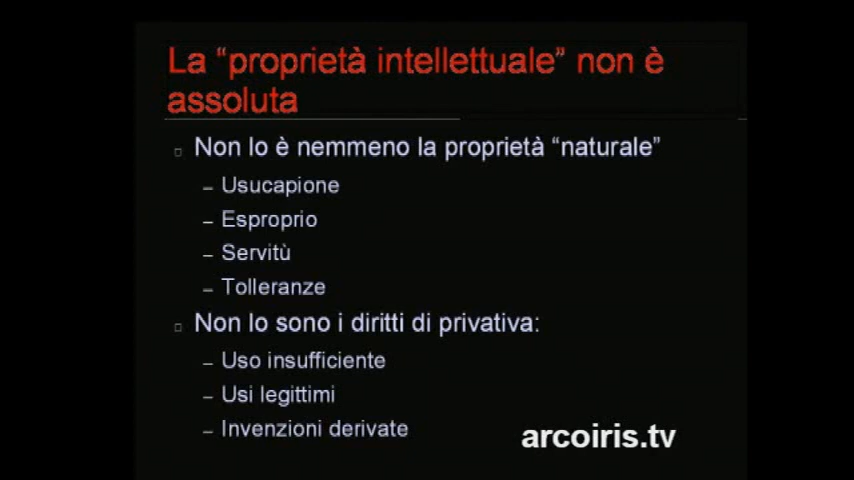 La “proprietà intellettuale” non è
assoluta
Non lo è nemmeno la proprietà “naturale”
– Usucapione
– Esproprio
– Servitù
– Tolleranze
Non lo sono i diritti di privativa:
– Uso insufficiente
– Usi legittimi
– Invenzioni derivate
arcoiris.tv